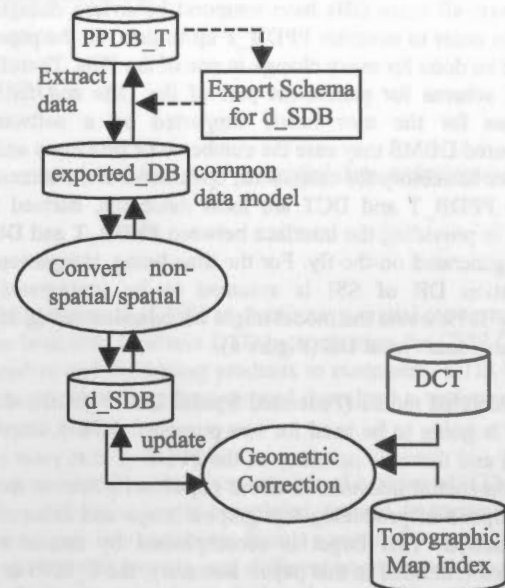 PPDB_T
Extract
data
Export Schema
for d_SDB
exported_DB
common
data model
Convert non-
spatial/spatial
DCT
d_SDB
update
Geometric
Correction
Topographic
Map Index